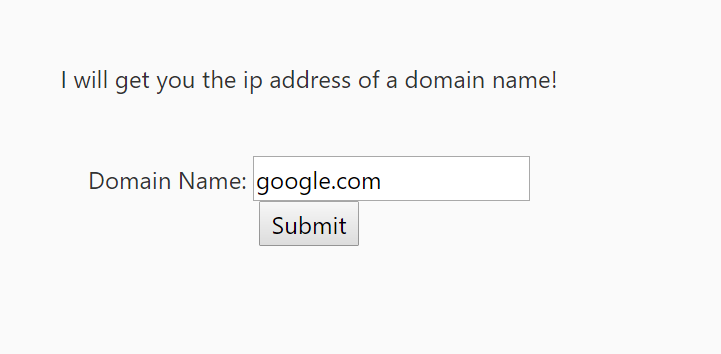 I will get you the ip address of a domain name!
Domain Name: google.com
Submit